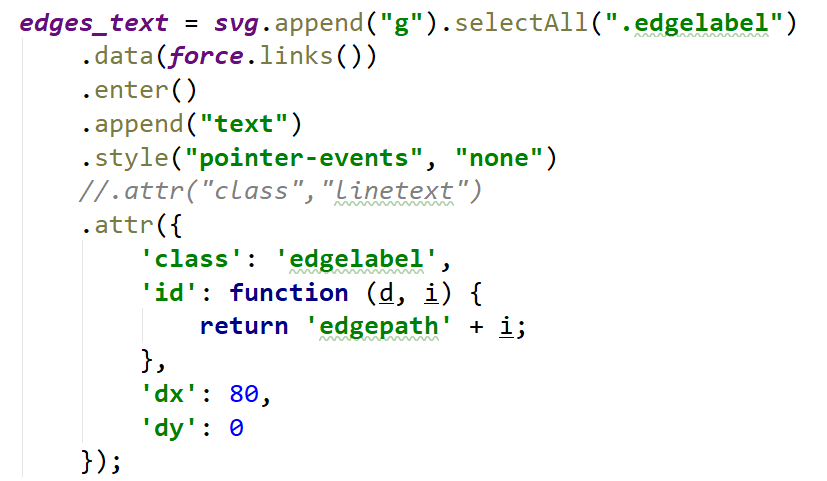 edges_text = svg.append("g").selectAll(".edgelabel")
    .data(force.links())
    .enter()
    .append("text")
    .style("pointer-events", "none")
    //.attr("class","linetext")
    .attr({
        'class': 'edgelabel',
        'id': function (d, i) {
            return 'edgepath' + i;
        },
        'dx': 80,
        'dy': 0
    });